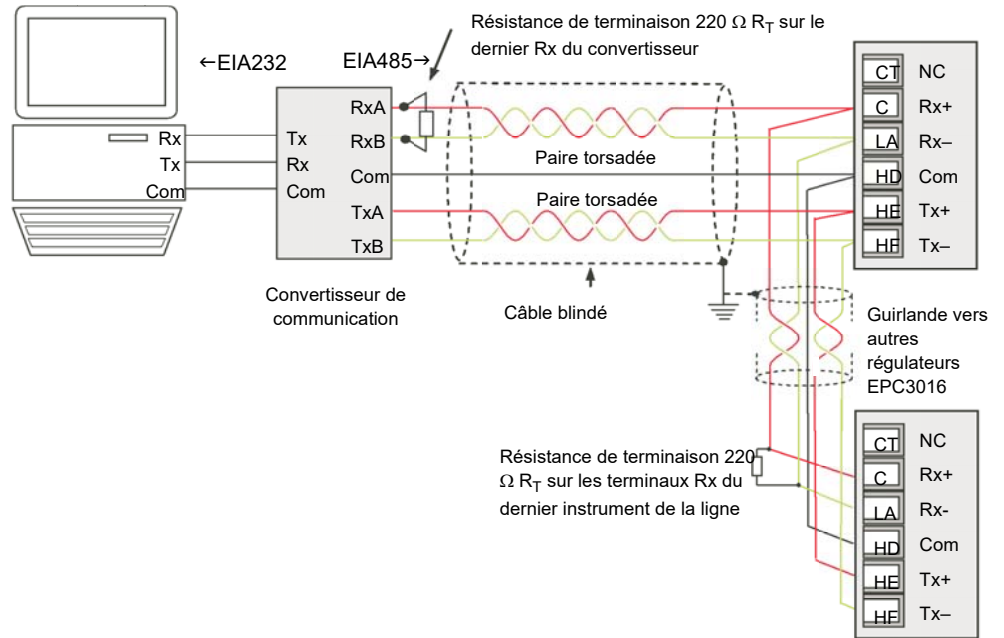 Résistance de terminaison 220 Ω RT sur le
dernier Rx du convertisseur
←EIA232
EIA485→
Rx
Tx
Com
Tx
Rx
Com
RxA
RxB
Com
TxA
TxB
Paire torsadée
Paire torsadée
Convertisseur de
communication
Câble blindé
CT NC
C Rx+
LA Rx–
HD Com
HE Tx+
HF Tx–
Guirlande vers
autres
régulateurs
EPC3016
Résistance de terminaison 220
Ω RT sur les terminaux Rx du
dernier instrument de la ligne
CT NC
C Rx+
LA Rx-
HD Com
HE Tx+
HF Tx–